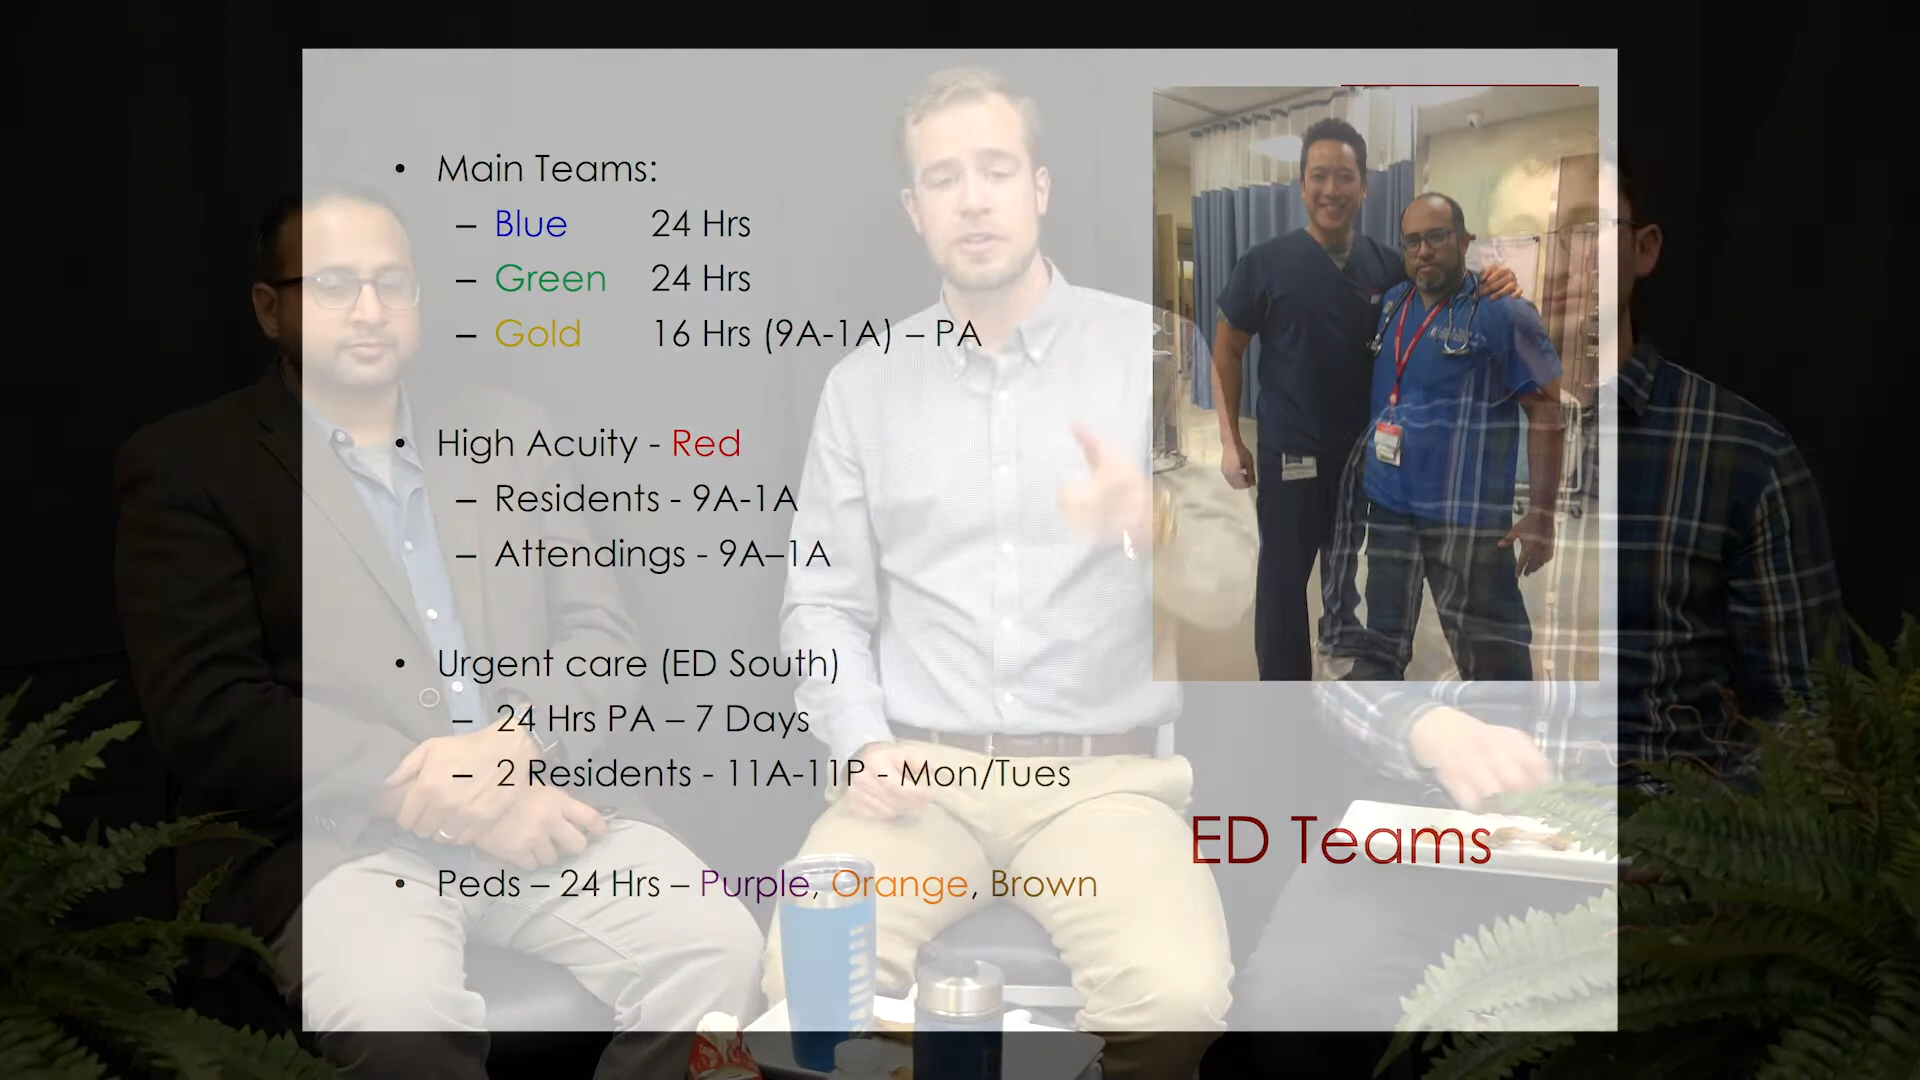 • Main Teams:
– Blue 24 Hrs
– Green 24 Hrs
– Gold 16 Hrs (9A-1A) – PA
• High Acuity - Red
– Residents - 9A-1A
– Attendings - 9A–1A
• Urgent care (ED South)
– 24 Hrs PA – 7 Days
– 2 Residents - 11A-11P - Mon/Tues
• Peds – 24 Hrs – Purple, Orange, Brown
ED Teams